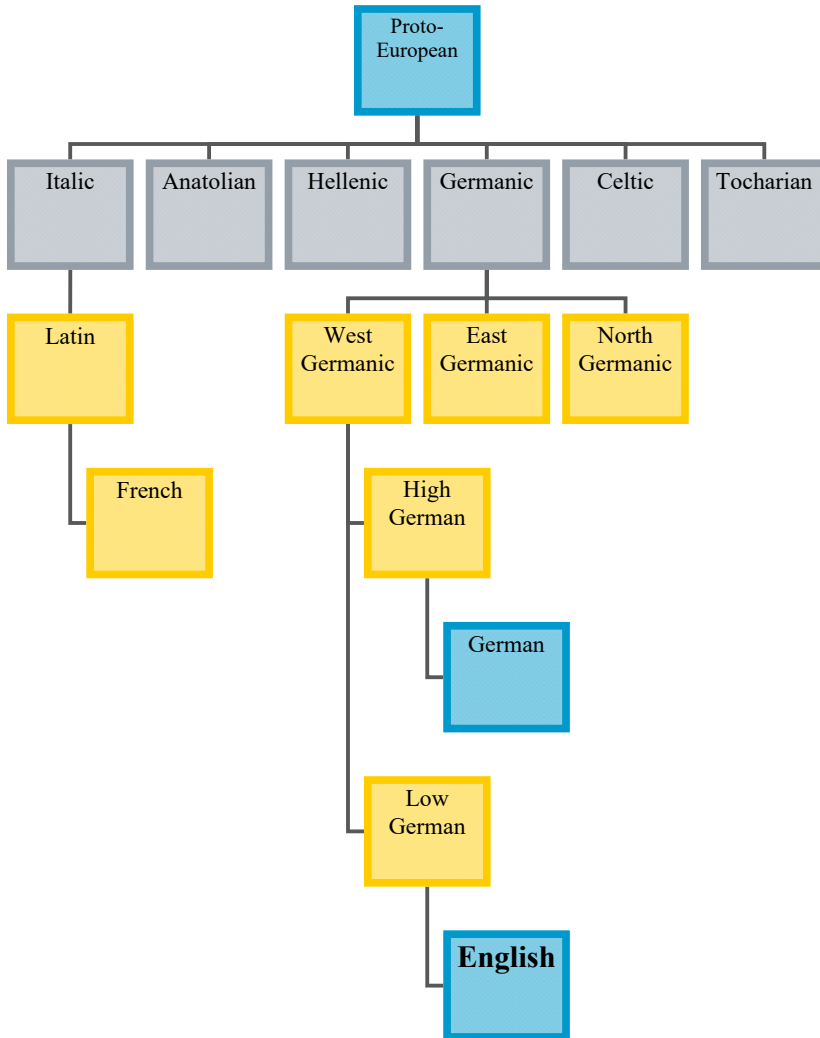 Proto-
European
Italic
Anatolian
Hellenic
Germanic
Celtic
Tocharian
Latin
West
Germanic
East
Germanic
North
Germanic
French
High
German
German
Low
German
English